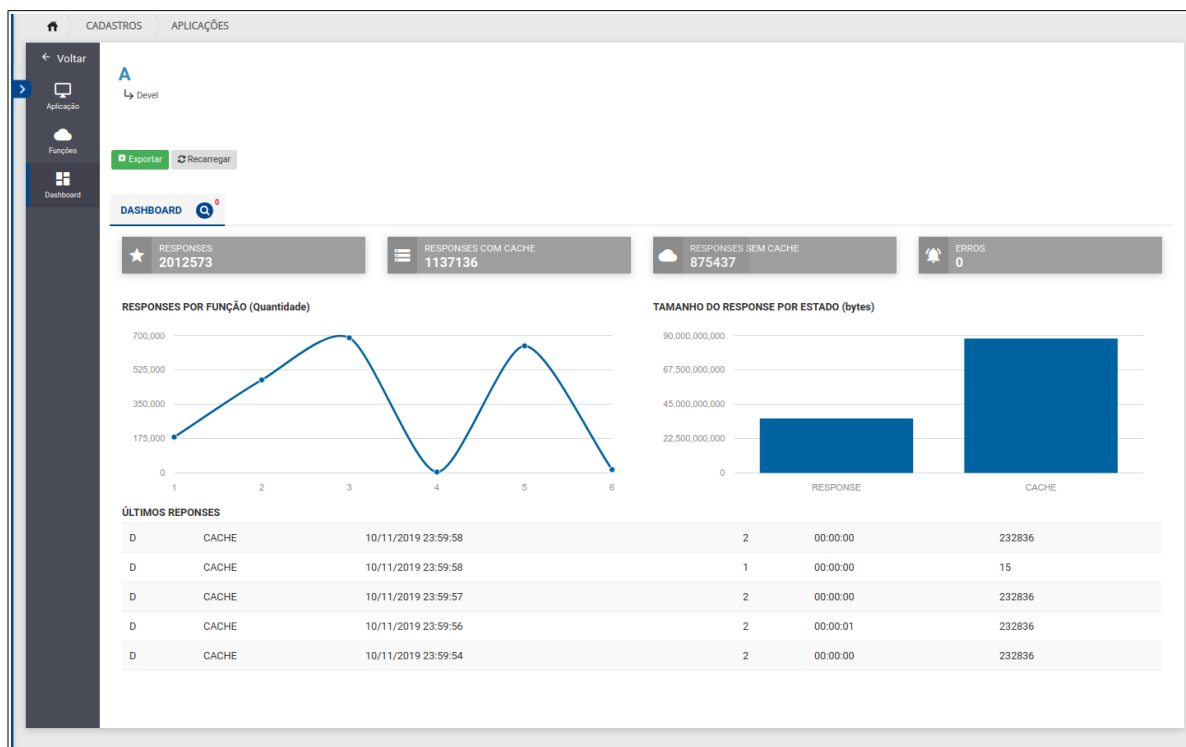 CADASTROS APLICAÇÕES
Voltar
Aplicação
Funções
Dashboard
A
Devel
Exportar Recarregar
DASHBOARD 0
RESPONSES
2012573
RESPONSES COM CACHE
1137136
RESPONSES SEM CACHE
875437
ERROS
0
RESPONSES POR FUNÇÃO (Quantidade)
700,000
525,000
350,000
175,000
0
1 2 3 4 5 6
TAMANHO DO RESPONSE POR ESTADO (bytes)
90,000,000,000
67,500,000,000
45,000,000,000
22,500,000,000
0
RESPONSE CACHE
ÚLTIMOS REPONSES
D CACHE 10/11/2019 23:59:58 2 00:00:00 232836
D CACHE 10/11/2019 23:59:58 1 00:00:00 15
D CACHE 10/11/2019 23:59:57 2 00:00:00 232836
D CACHE 10/11/2019 23:59:56 2 00:00:01 232836
D CACHE 10/11/2019 23:59:54 2 00:00:00 232836